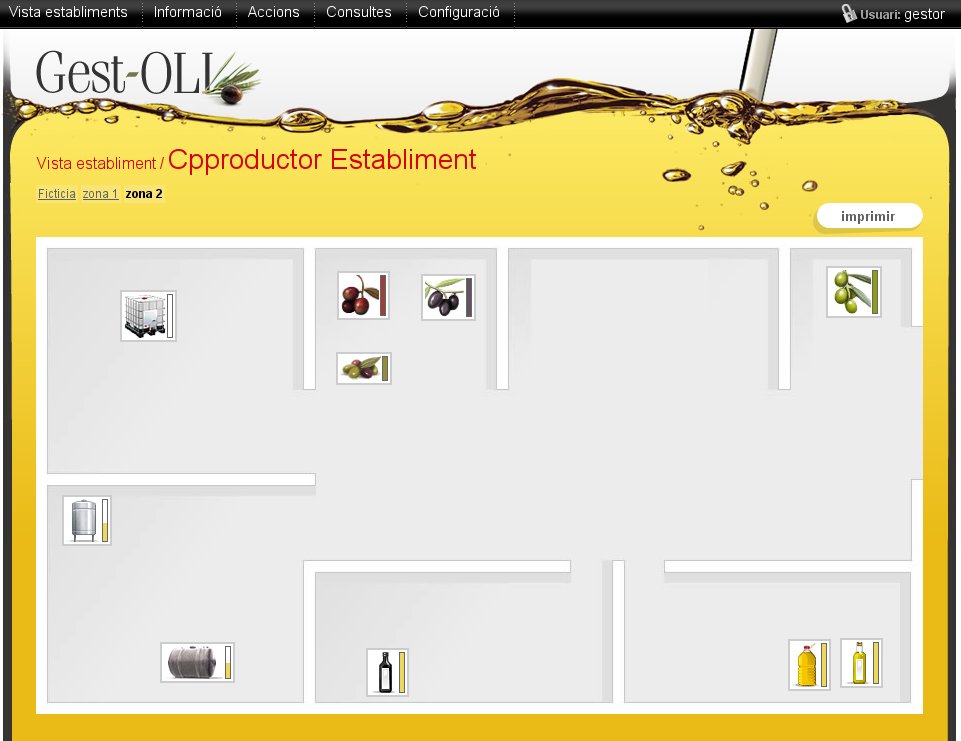 Vista establiments Informació Accions Consultes Configuració Usuari: gestor
Gest-OLI
Vista establiment / Cpproductor Establiment
Ficticia zona 1 zona 2
imprimir